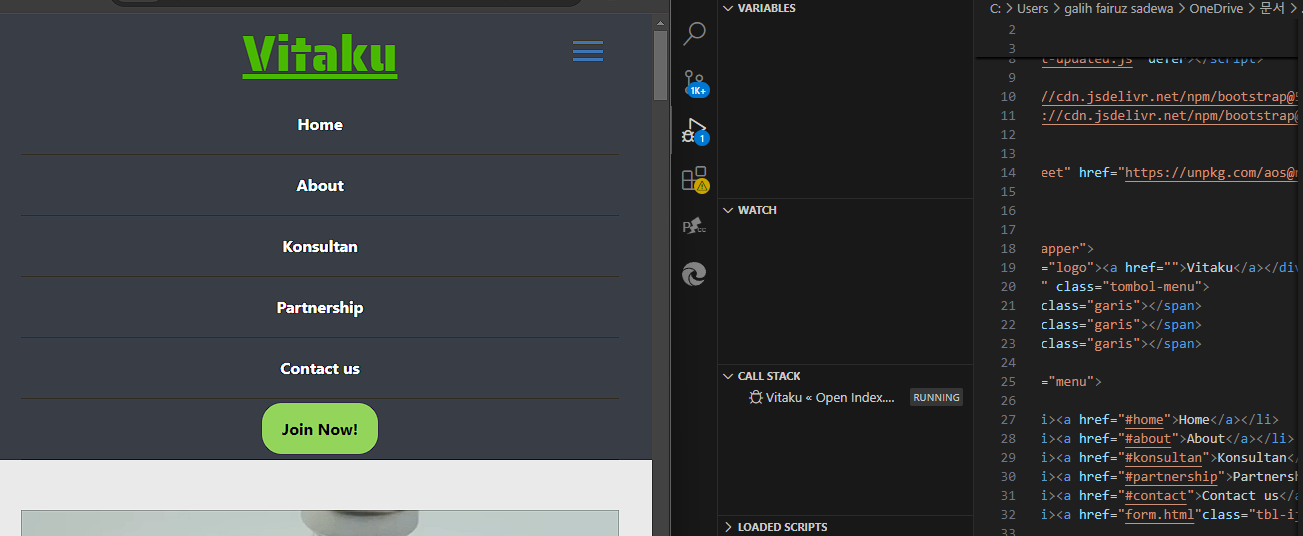 Vitaku
Home
About
Konsultan
Partnership
Contact us
Join Now!
1K+
1
VARIABLES
WATCH
CALL STACK
Vitaku « Open Index....
RUNNING
LOADED SCRIPTS
C: > Users > galih fairuz sadewa > OneDrive > 문서 >
2
3
8 t-updated.js" defer></script>
9
10 //cdn.jsdelivr.net/npm/bootstrap@
11 ://cdn.jsdelivr.net/npm/bootstrap@
12
13
14 eet" href="https://unpkg.com/aos@
15
16
17
18 apper">
19 ="logo"><a href="">Vitaku</a></div
20 " class="tombol-menu">
21 class="garis"></span>
22 class="garis"></span>
23 class="garis"></span>
24
25 ="menu">
26
27 i><a href="#home">Home</a></li>
28 i><a href="#about">About</a></li>
29 i><a href="#konsultan">Konsultan</
30 i><a href="#partnership">Partnersh
31 i><a href="#contact">Contact us</a
32 i><a href="form.html"class="tbl-i
33